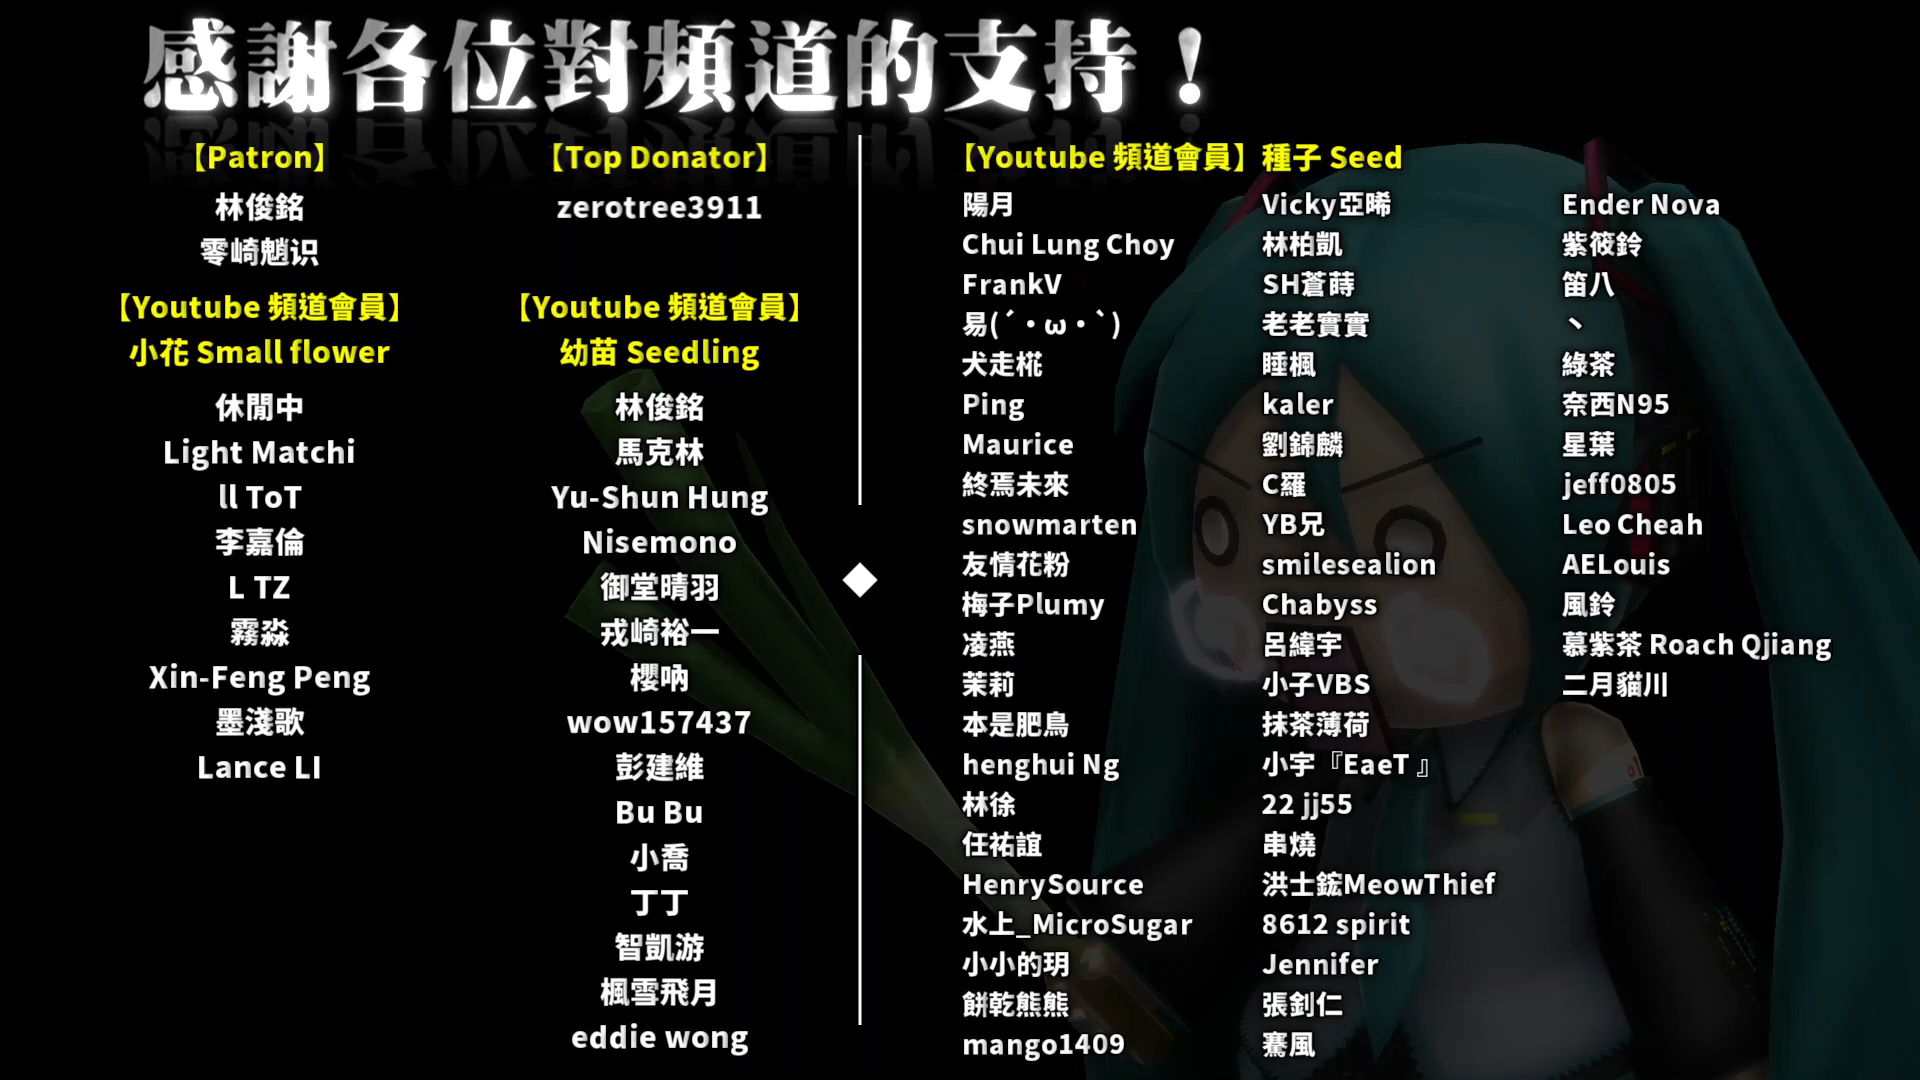 感謝各位對頻道的支持！
【Patron】
林俊銘
零崎魈识
【Top Donator】
zerotree3911
【Youtube 頻道會員】
小花 Small flower
休閒中
Light Matchi
ll ToT
李嘉倫
L TZ
霧淼
Xin-Feng Peng
墨淺歌
Lance LI
【Youtube 頻道會員】
幼苗 Seedling
林俊銘
馬克林
Yu-Shun Hung
Nisemono
御堂晴羽
戎崎裕一
櫻吶
wow157437
彭建維
Bu Bu
小喬
丁丁
智凱游
楓雪飛月
eddie wong
【Youtube 頻道會員】種子 Seed
陽月
Chui Lung Choy
FrankV
易(´・ω・`)
犬走椛
Ping
Maurice
終焉未來
snowmarten
友情花粉
梅子Plumy
凌燕
茉莉
本是肥鳥
henghui Ng
林徐
任祐誼
HenrySource
水上_MicroSugar
小小的玥
餅乾熊熊
mango1409
Vicky亞晞
林柏凱
SH蒼蒔
老老實實
睡楓
kaler
劉錦麟
C羅
YB兄
smilesealion
Chabyss
呂緯宇
小子VBS
抹茶薄荷
小宇『EaeT 』
22 jj55
串燒
洪士鋐MeowThief
8612 spirit
Jennifer
張釗仁
騫風
Ender Nova
紫筱鈴
笛八
丶
綠茶
奈西N95
星葉
jeff0805
Leo Cheah
AELouis
風鈴
慕紫茶 Roach Qjiang
二月貓川